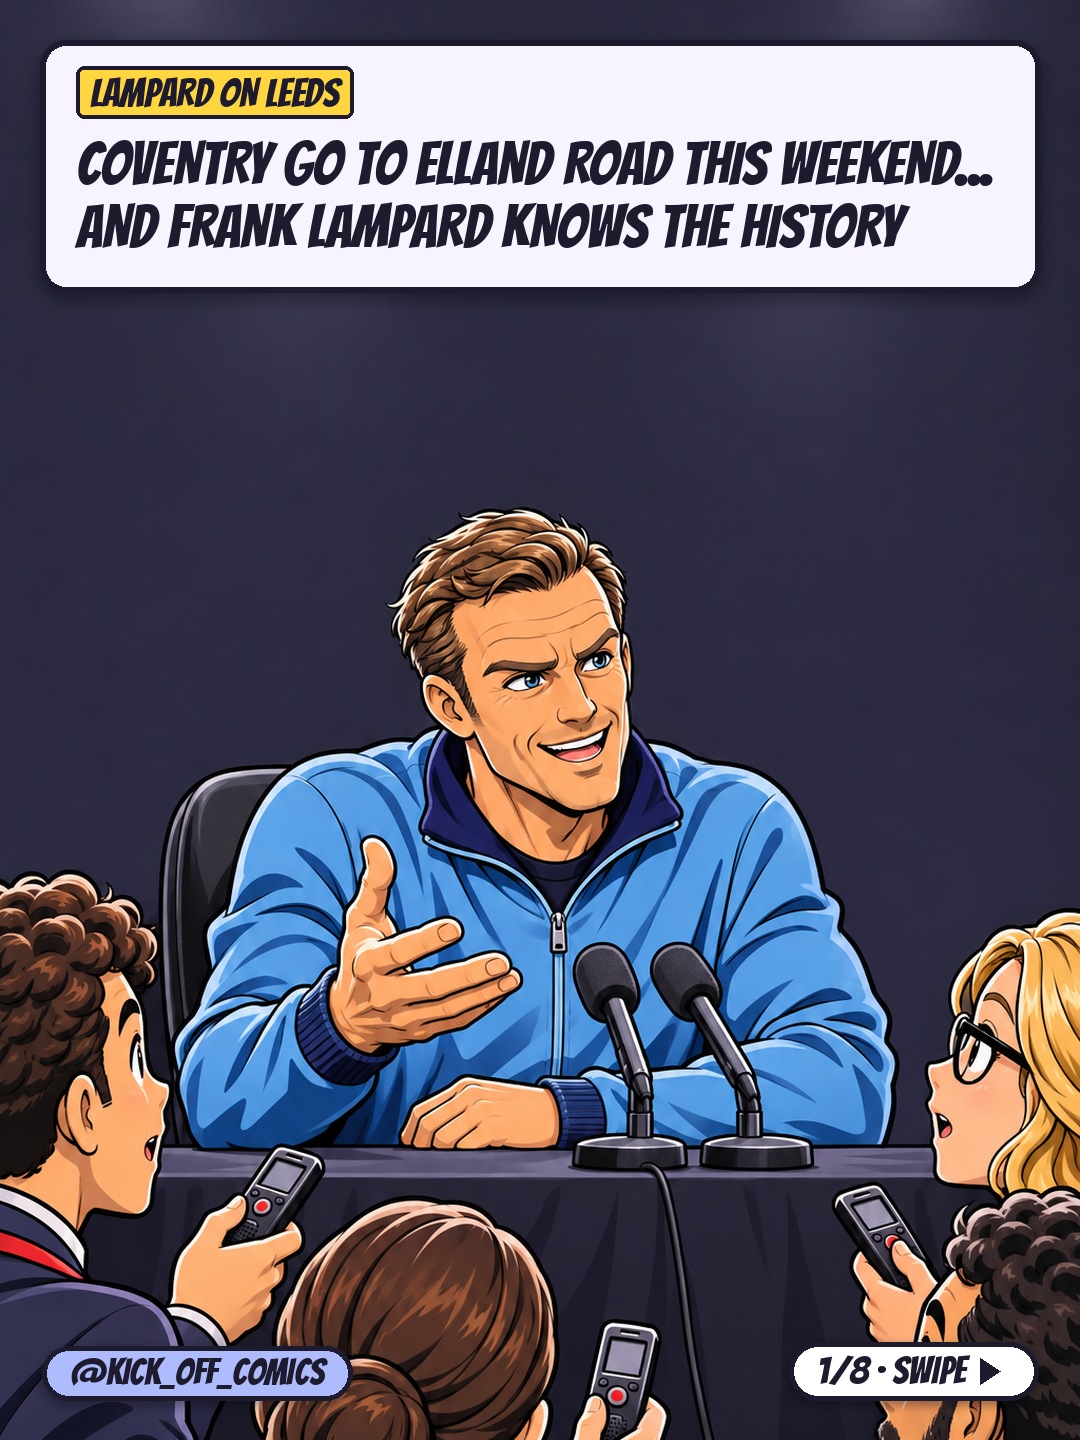 LAMPARD ON LEEDS
COVENTRY GO TO ELLAND ROAD THIS WEEKEND...
AND FRANK LAMPARD KNOWS THE HISTORY
@KICK_OFF_COMICS
1/8 • SWIPE ▶